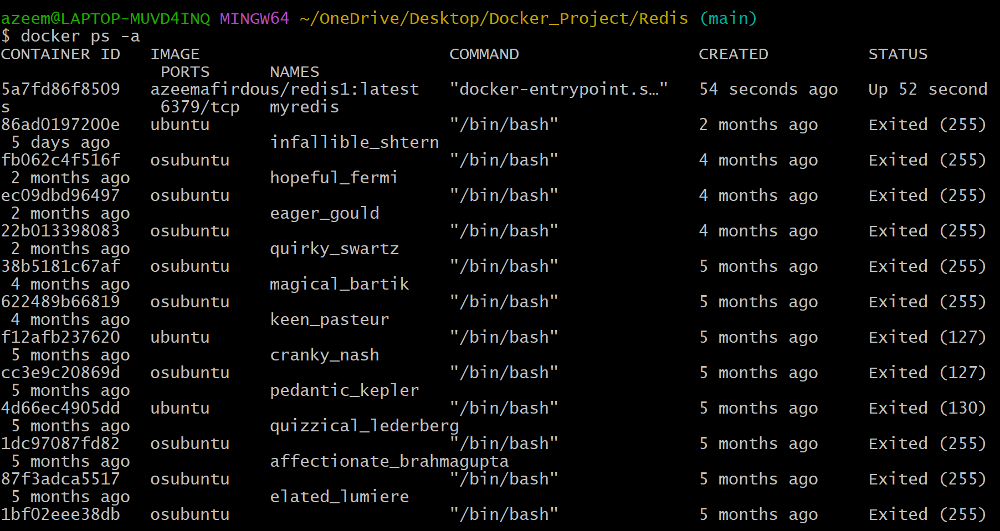 azeem@LAPTOP-MUVD4INQ MINGW64 ~/OneDrive/Desktop/Docker_Project/Redis (main)
$ docker ps -a
CONTAINER ID   IMAGE                         COMMAND                  CREATED          STATUS
                PORTS      NAMES
5a7fd86f8509   azeemafirdous/redis1:latest   "docker-entrypoint.s…"   54 seconds ago   Up 52 second
s               6379/tcp   myredis
86ad0197200e   ubuntu                        "/bin/bash"              2 months ago     Exited (255)
 5 days ago                infallible_shtern
fb062c4f516f   osubuntu                      "/bin/bash"              4 months ago     Exited (255)
 2 months ago              hopeful_fermi
ec09dbd96497   osubuntu                      "/bin/bash"              4 months ago     Exited (255)
 2 months ago              eager_gould
22b013398083   osubuntu                      "/bin/bash"              4 months ago     Exited (255)
 2 months ago              quirky_swartz
38b5181c67af   osubuntu                      "/bin/bash"              5 months ago     Exited (255)
 4 months ago              magical_bartik
622489b66819   osubuntu                      "/bin/bash"              5 months ago     Exited (255)
 4 months ago              keen_pasteur
f12afb237620   ubuntu                        "/bin/bash"              5 months ago     Exited (127)
 5 months ago              cranky_nash
cc3e9c20869d   osubuntu                      "/bin/bash"              5 months ago     Exited (127)
 5 months ago              pedantic_kepler
4d66ec4905dd   ubuntu                        "/bin/bash"              5 months ago     Exited (130)
 5 months ago              quizzical_lederberg
1dc97087fd82   osubuntu                      "/bin/bash"              5 months ago     Exited (255)
 5 months ago              affectionate_brahmagupta
87f3adca5517   osubuntu                      "/bin/bash"              5 months ago     Exited (255)
 5 months ago              elated_lumiere
1bf02eee38db   osubuntu                      "/bin/bash"              5 months ago     Exited (255)